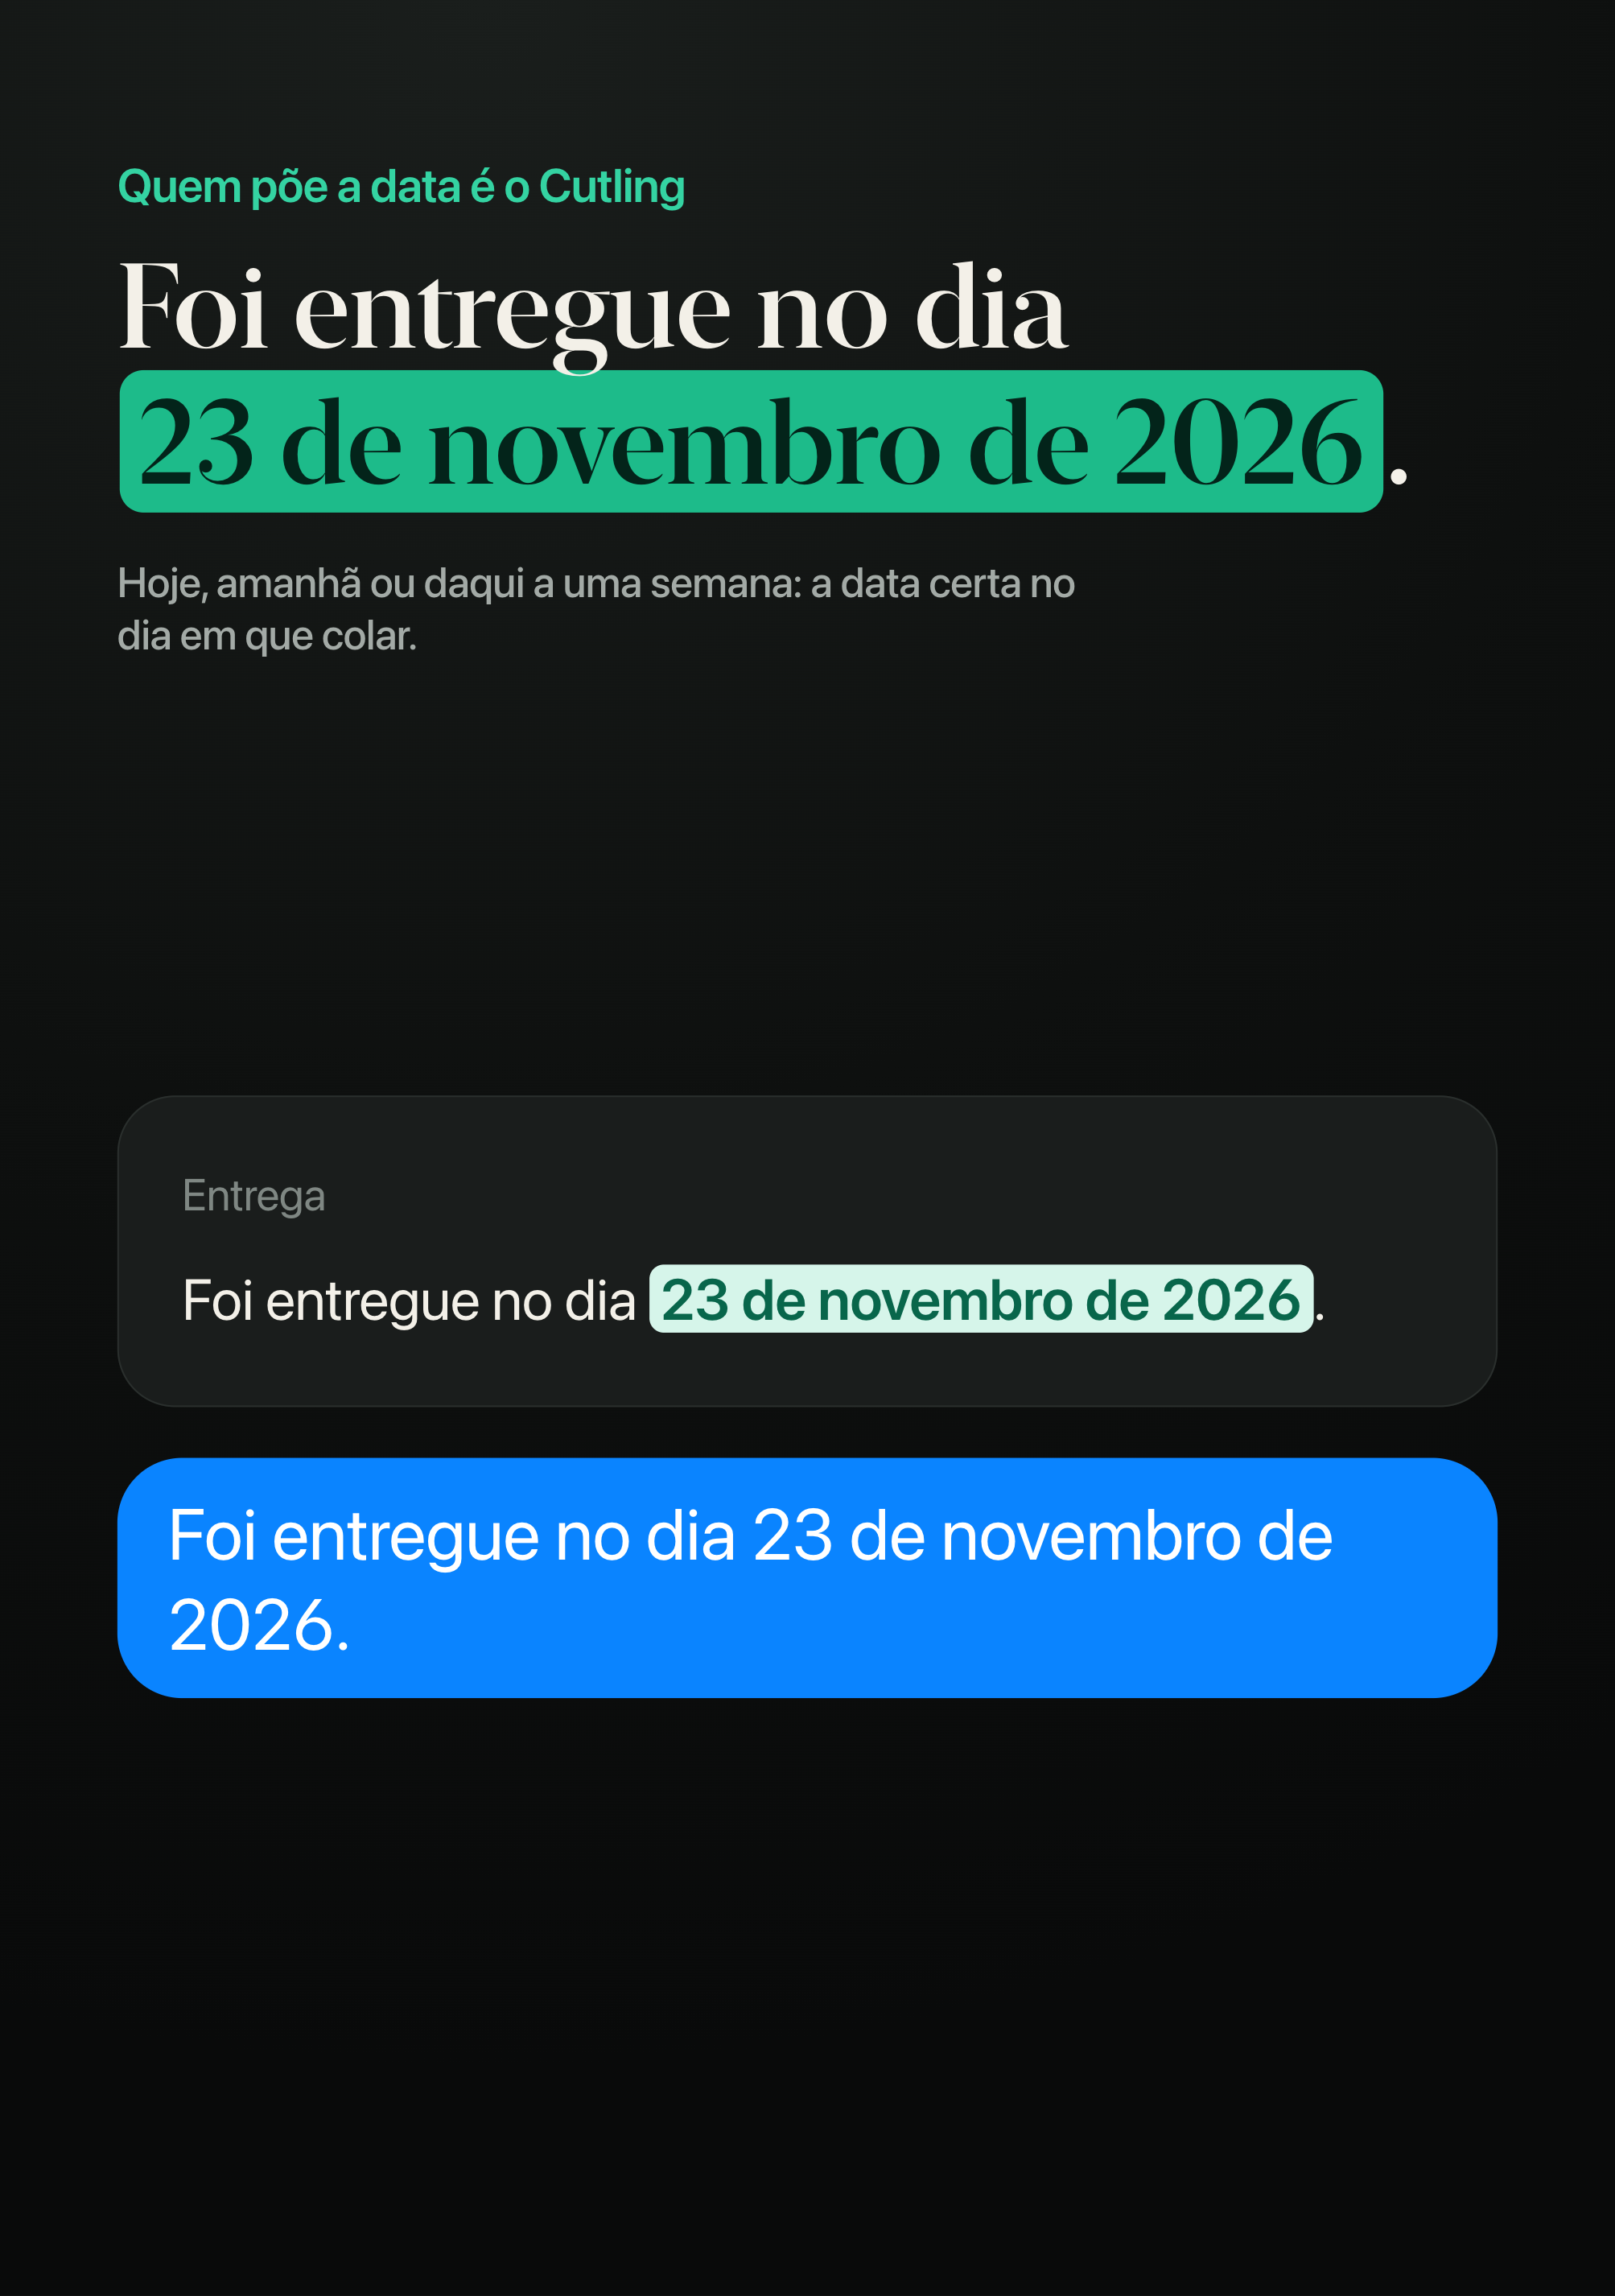 Quem põe a data é o Cutling
Foi entregue no dia
23 de novembro de 2026.
Hoje, amanhã ou daqui a uma semana: a data certa no
dia em que colar.
Entrega
Foi entregue no dia 23 de novembro de 2026.
Foi entregue no dia 23 de novembro de
2026.